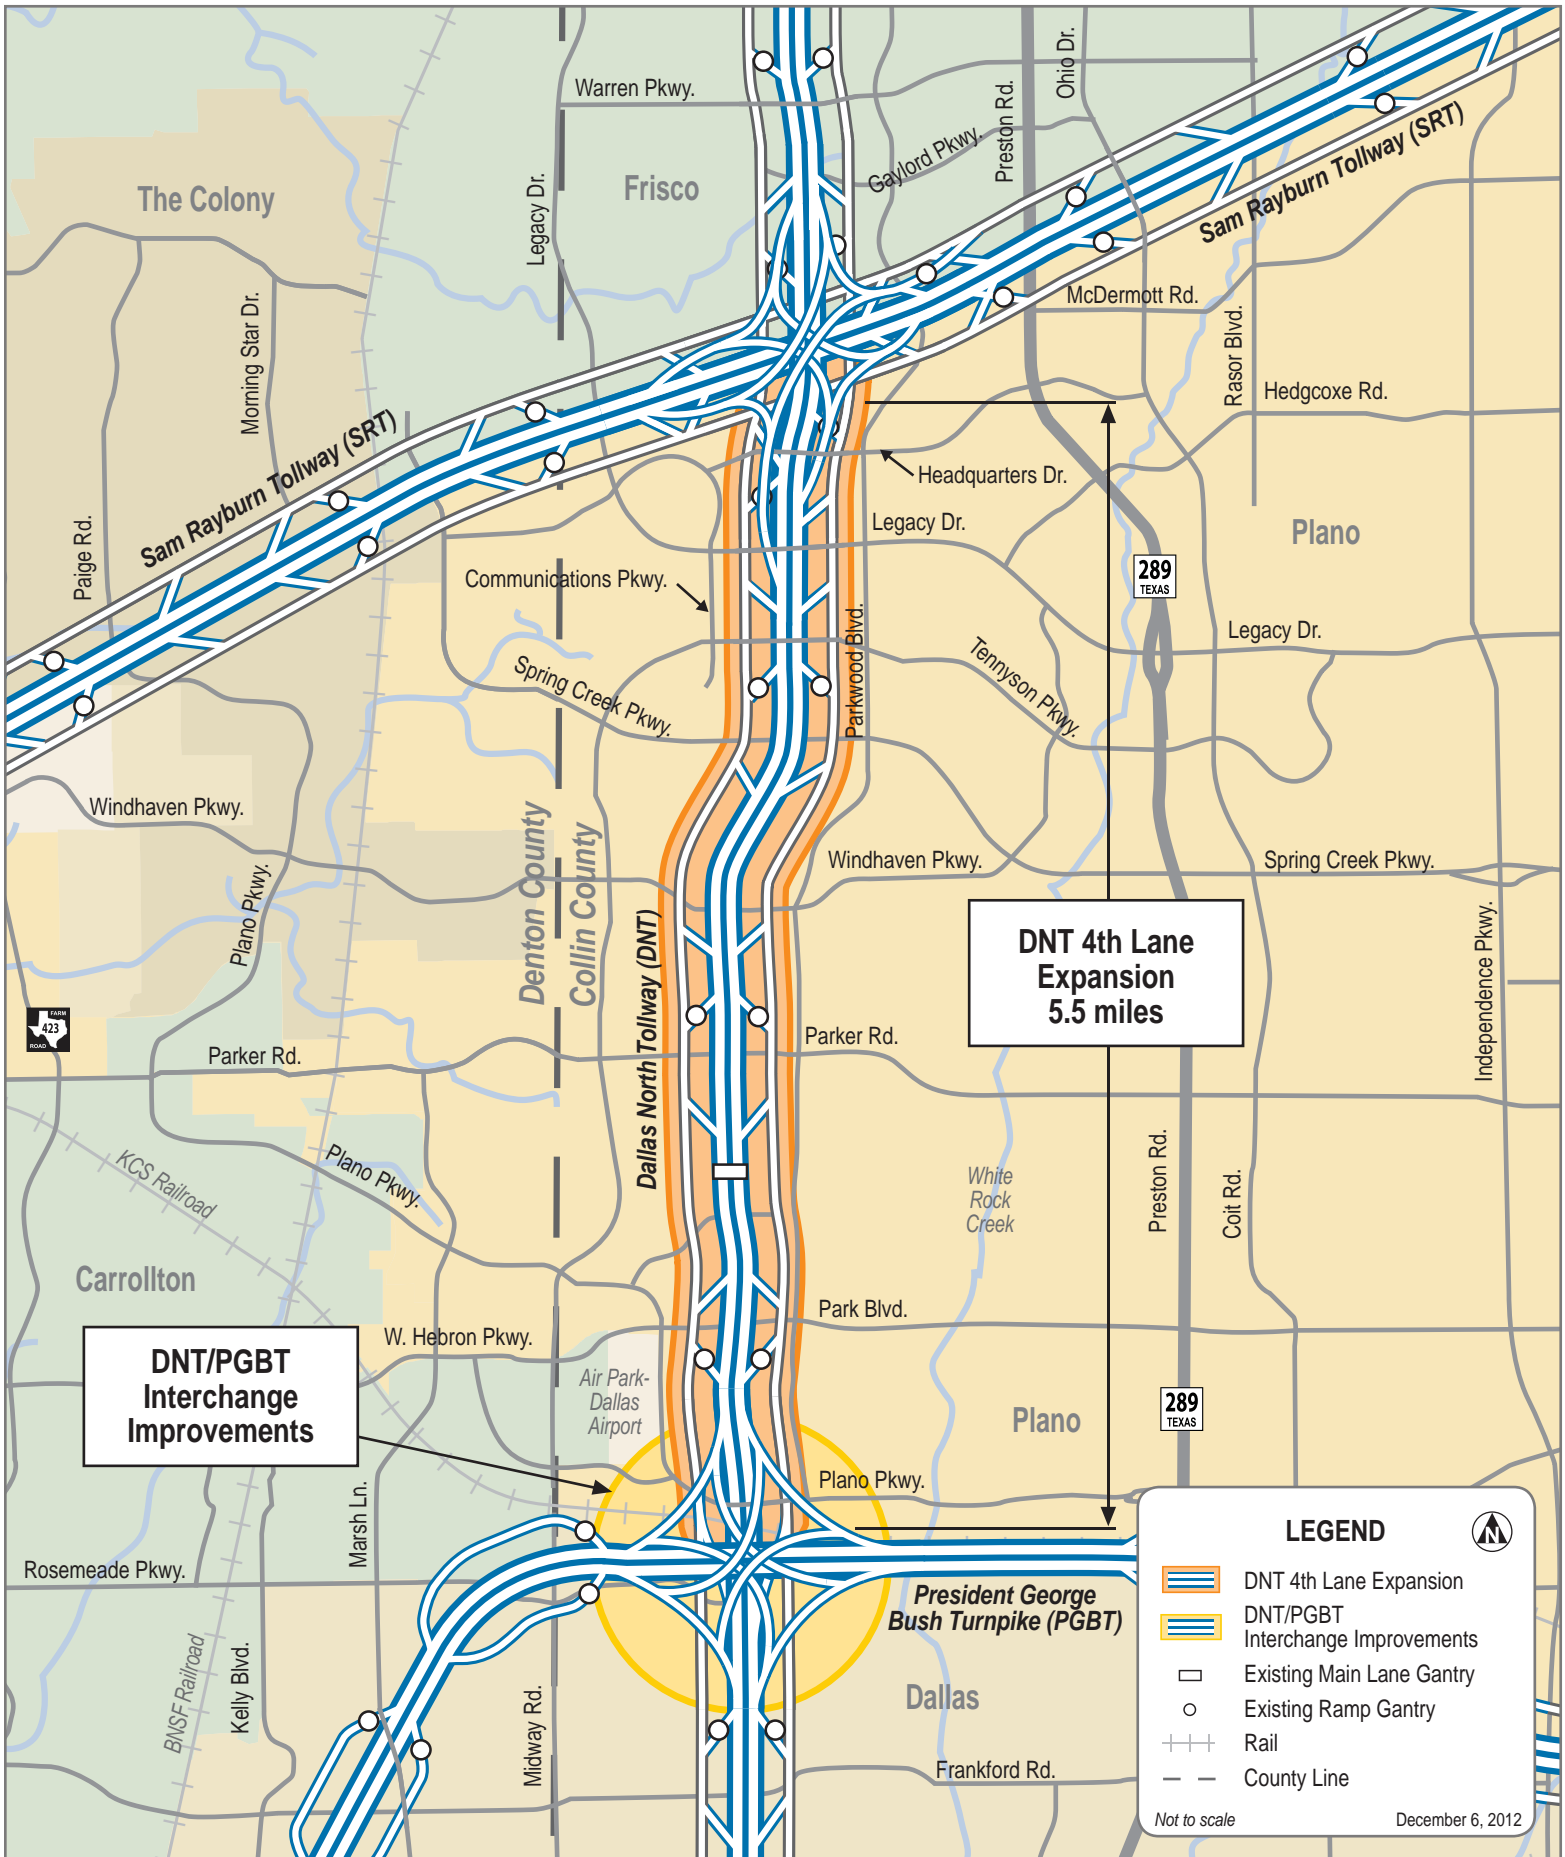 Warren Pkwy.
Ohio Dr.
Preston Rd.
Gaylord Pkwy.
The Colony
Frisco
Legacy Dr.
Sam Rayburn Tollway (SRT)
McDermott Rd.
Morning Star Dr.
Rasor Blvd.
Hedgcoxe Rd.
Sam Rayburn Tollway (SRT)
Headquarters Dr.
Legacy Dr.
Plano
Paige Rd.
Communications Pkwy.
289
TEXAS
Parkwood Blvd.
Legacy Dr.
Tennyson Pkwy.
Spring Creek Pkwy.
Windhaven Pkwy.
Denton County
Collin County
Windhaven Pkwy.
Spring Creek Pkwy.
Plano Pkwy.
Dallas North Tollway (DNT)
DNT 4th Lane
Expansion
5.5 miles
Independence Pkwy.
FARM
423
ROAD
Parker Rd.
Parker Rd.
KCS Railroad
Plano Pkwy.
White
Rock
Creek
Preston Rd.
Coit Rd.
Carrollton
Park Blvd.
W. Hebron Pkwy.
DNT/PGBT
Interchange
Improvements
Air Park-
Dallas
Airport
Plano
289
TEXAS
Plano Pkwy.
Marsh Ln.
Rosemeade Pkwy.
President George
Bush Turnpike (PGBT)
BNSF Railroad
Kelly Blvd.
Midway Rd.
Dallas
Frankford Rd.
LEGEND
N
DNT 4th Lane Expansion
DNT/PGBT
Interchange Improvements
Existing Main Lane Gantry
Existing Ramp Gantry
Rail
County Line
Not to scale
December 6, 2012